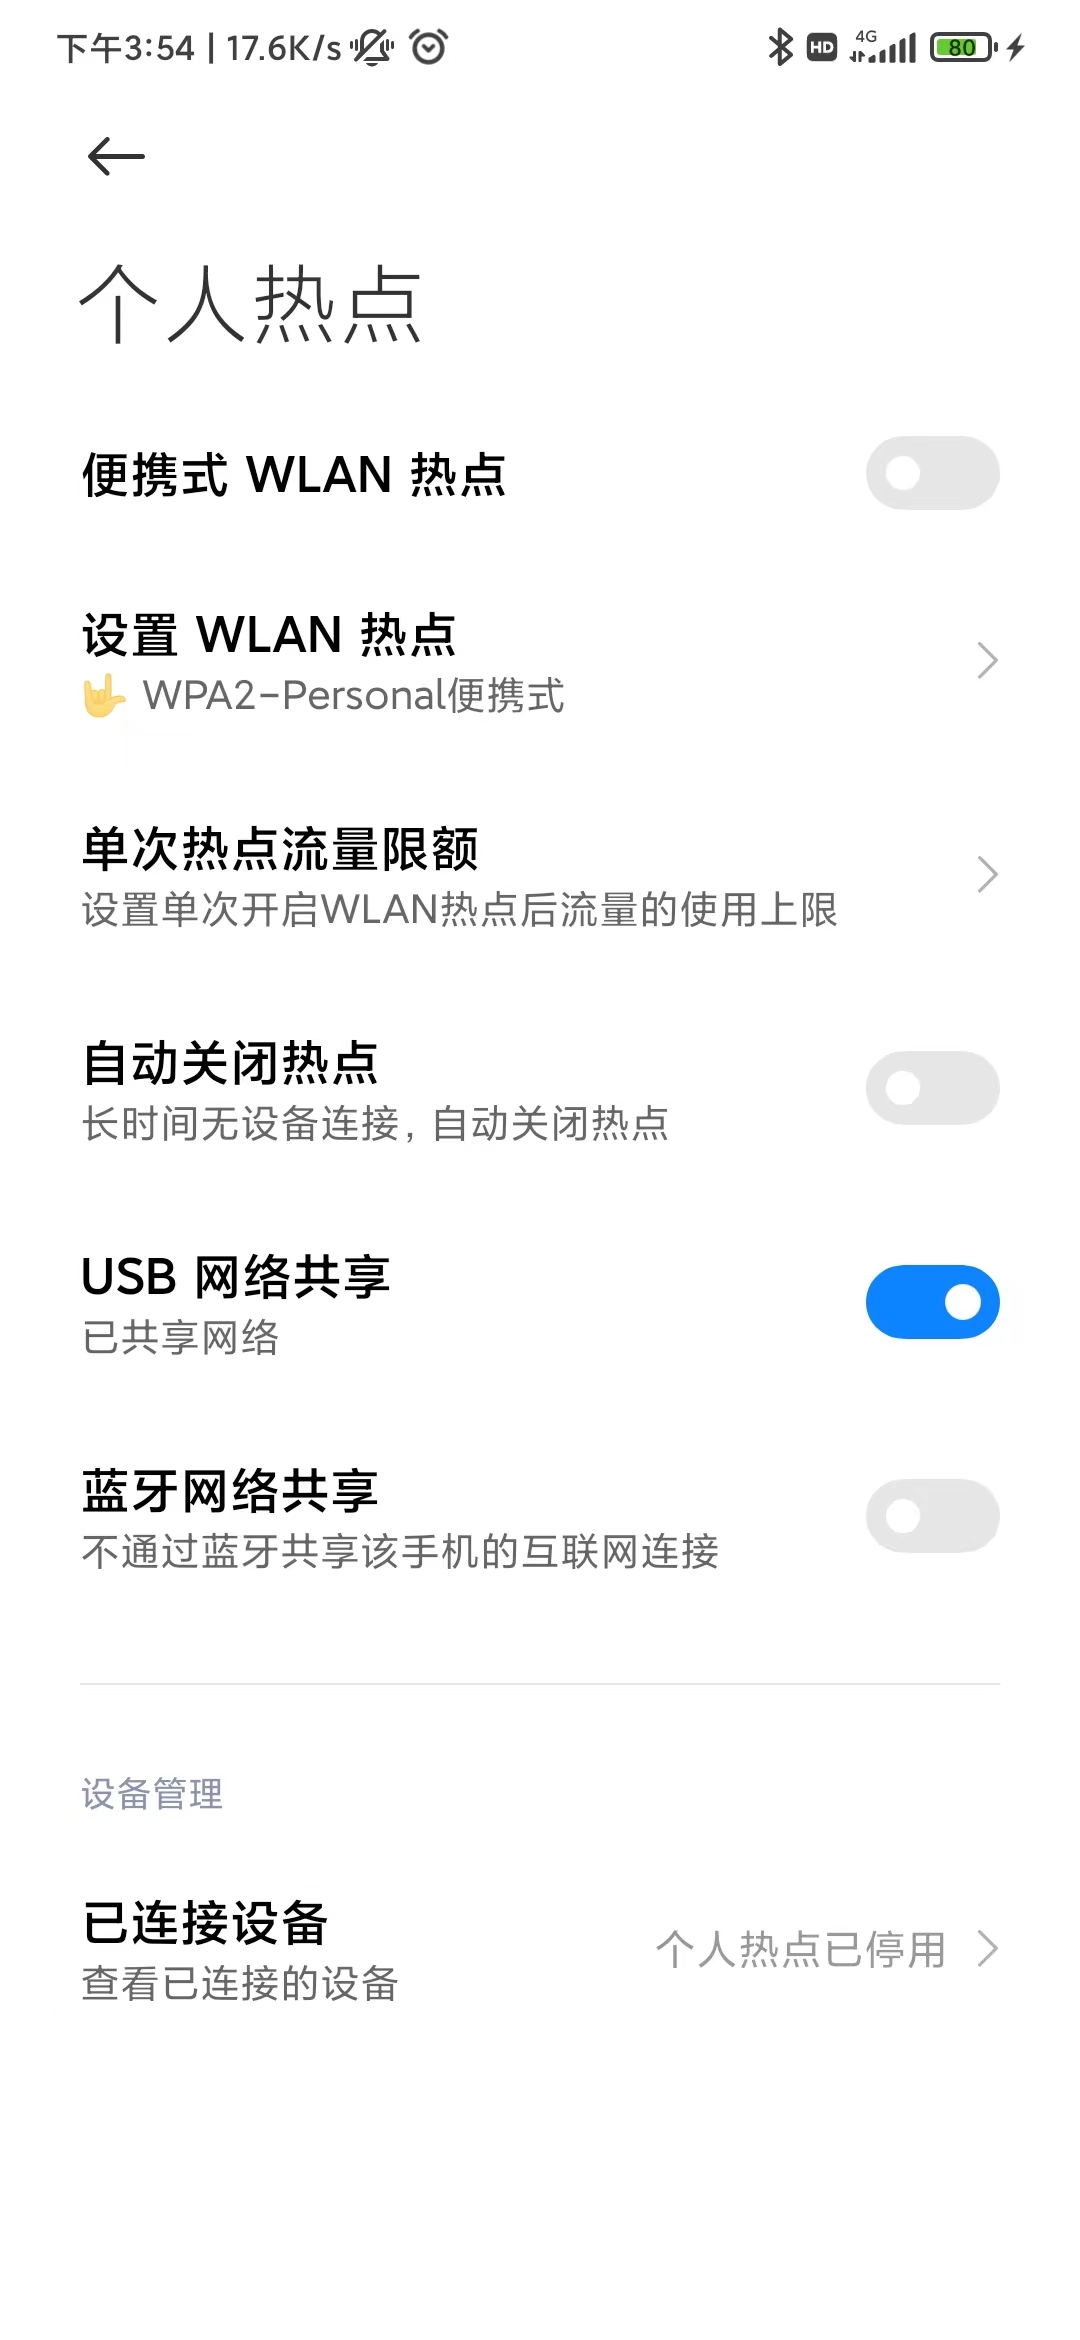 下午3:54 | 17.6K/s
HD 4G 80
个人热点
便携式 WLAN 热点
设置 WLAN 热点
🤟 WPA2-Personal便携式
单次热点流量限额
设置单次开启WLAN热点后流量的使用上限
自动关闭热点
长时间无设备连接，自动关闭热点
USB 网络共享
已共享网络
蓝牙网络共享
不通过蓝牙共享该手机的互联网连接
设备管理
已连接设备
个人热点已停用
查看已连接的设备